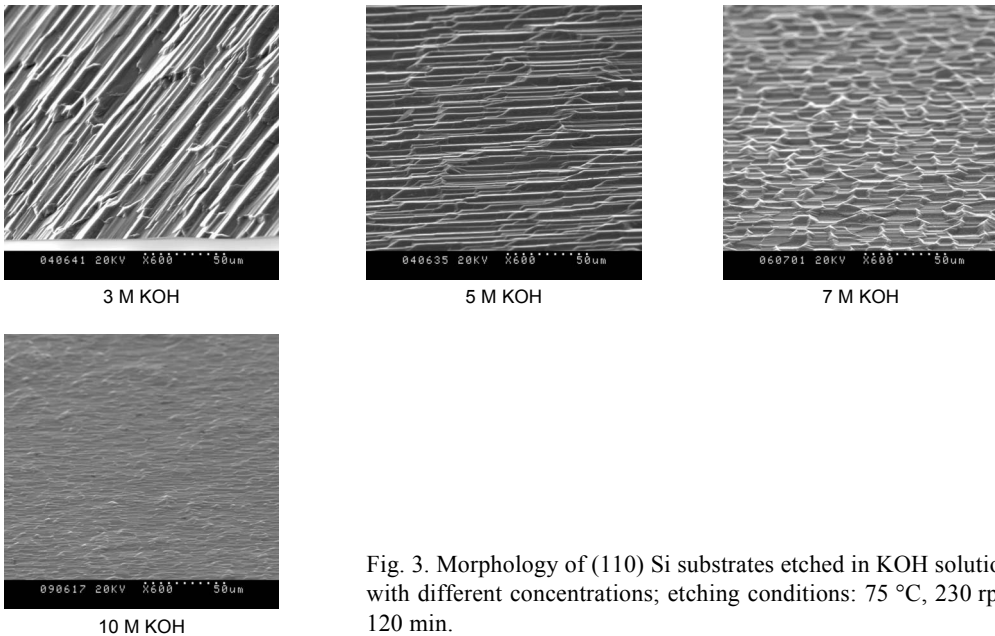 040641 20KV X600 50um
040635 20KV X600 50um
060701 20KV X600 50um
3 M KOH
5 M KOH
7 M KOH
090617 20KV X600 50um
10 M KOH
Fig. 3. Morphology of (110) Si substrates etched in KOH solutio
with different concentrations; etching conditions: 75 °C, 230 rp
120 min.